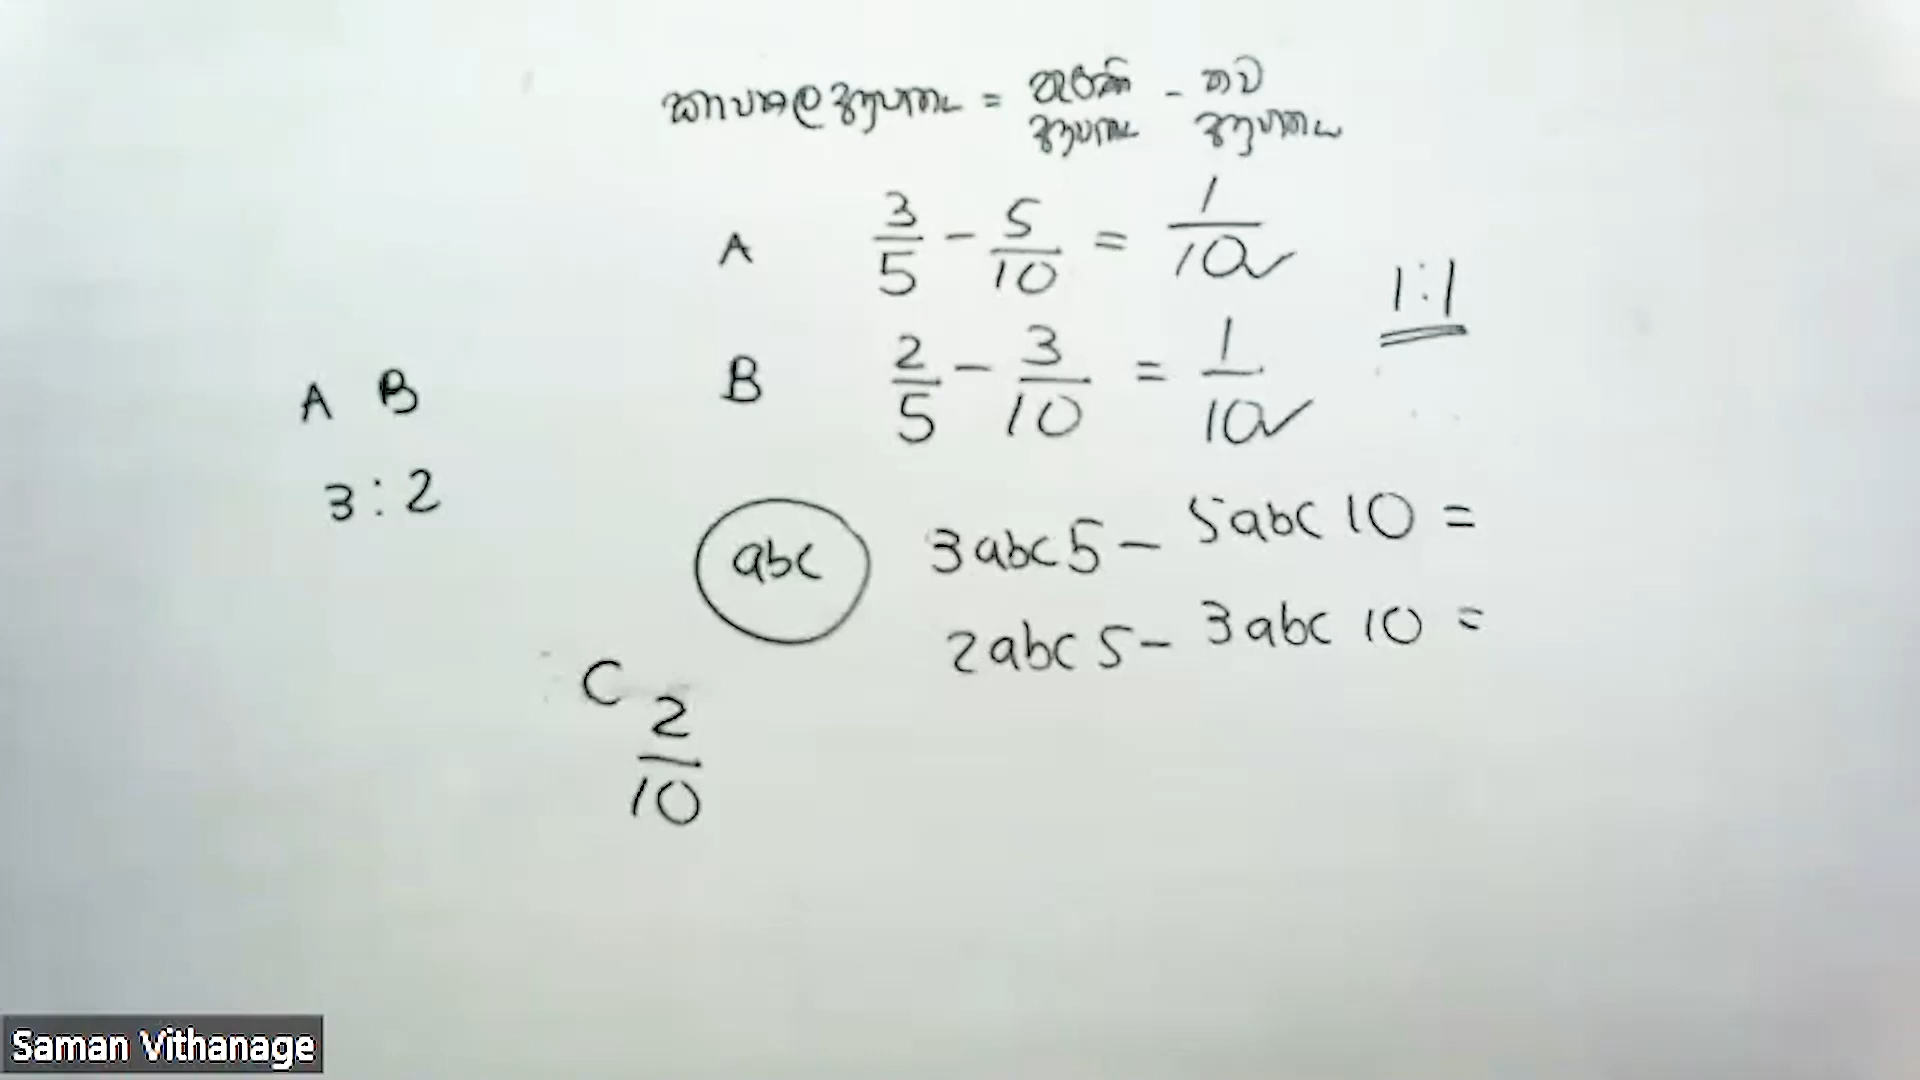 කාපකල අනුපාතය = පැරණි අනුපාතය - නව අනුපාතය
A 3/5 - 5/10 = 1/10
1:1
B 2/5 - 3/10 = 1/10
A B
3:2
abc 3abc5 - 5abc10 =
2abc5 - 3abc10 =
C 2/10
Saman Vithanage